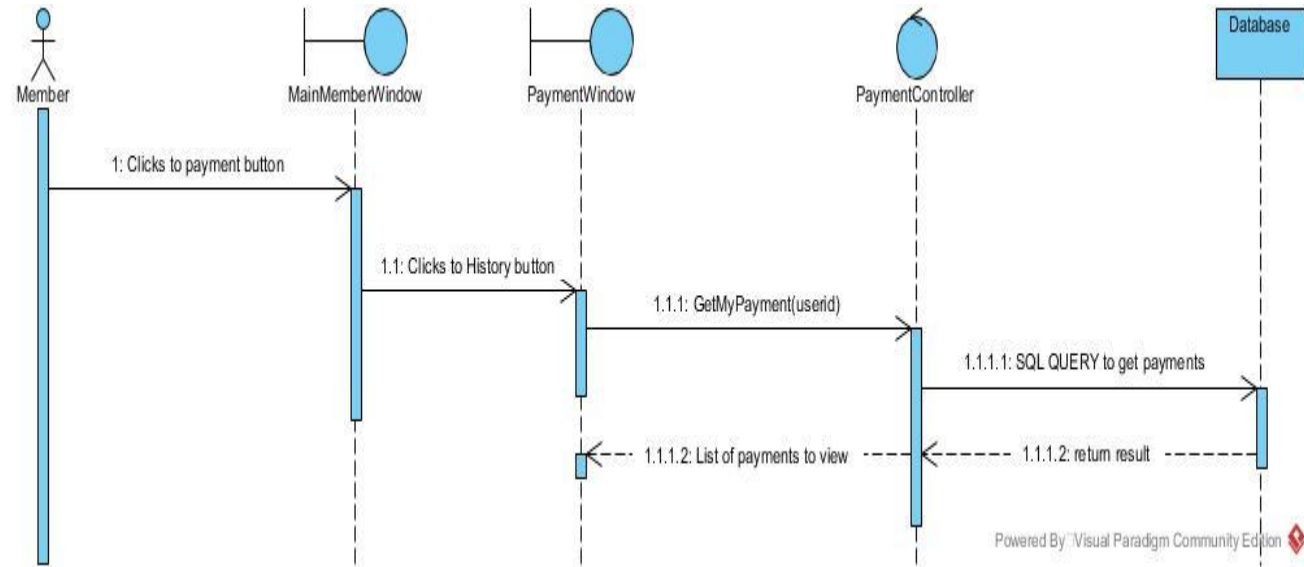 Database
Member
MainMemberWindow
PaymentWindow
PaymentController
1: Clicks to payment button
1.1: Clicks to History button
1.1.1: GetMyPayment(userid)
1.1.1.1: SQL QUERY to get payments
1.1.1.2: List of payments to view
1.1.1.2: return result
Powered By Visual Paradigm Community Edition